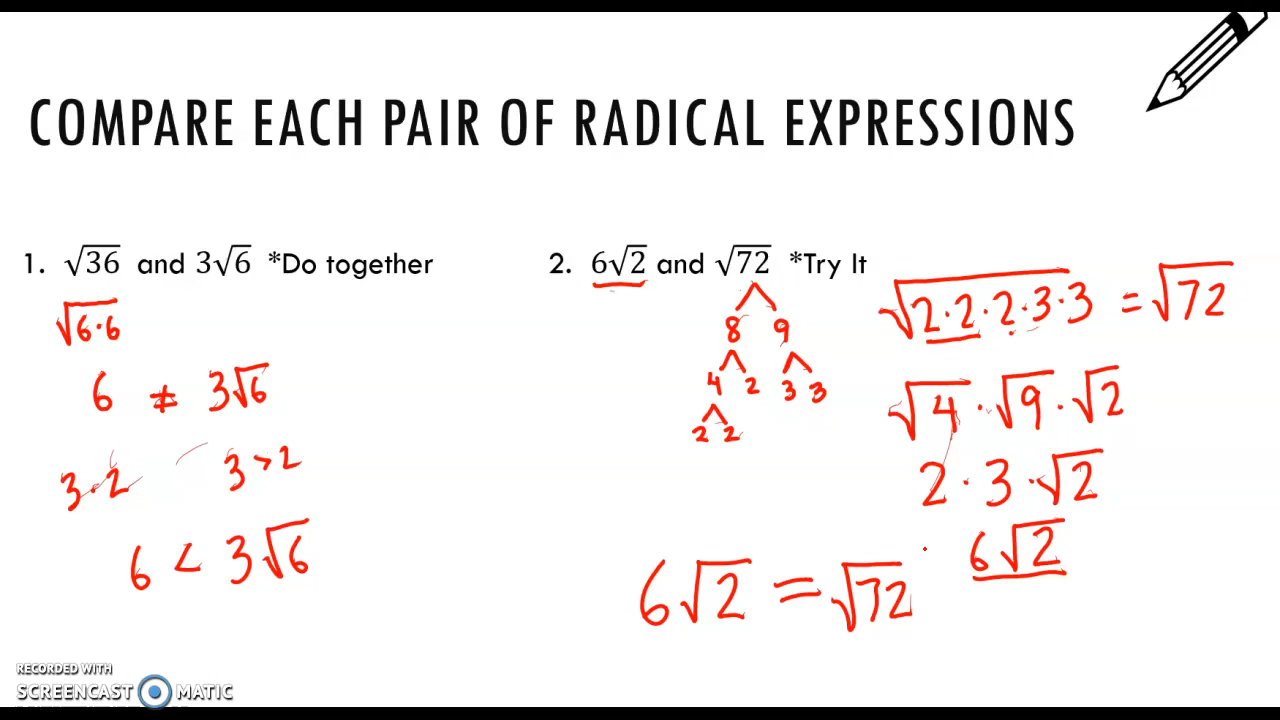 COMPARE EACH PAIR OF RADICAL EXPRESSIONS
1. √36 and 3√6 *Do together
√6·6
6 ≠ 3√6
3·2 3>2
6 < 3√6
2. 6√2 and √72 *Try It
8 9
4 2 3 3
2 2
√2·2·2·3·3 = √72
√4 · √9 · √2
2 · 3 · √2
6√2
6√2 = √72
RECORDED WITH
SCREENCAST MATIC